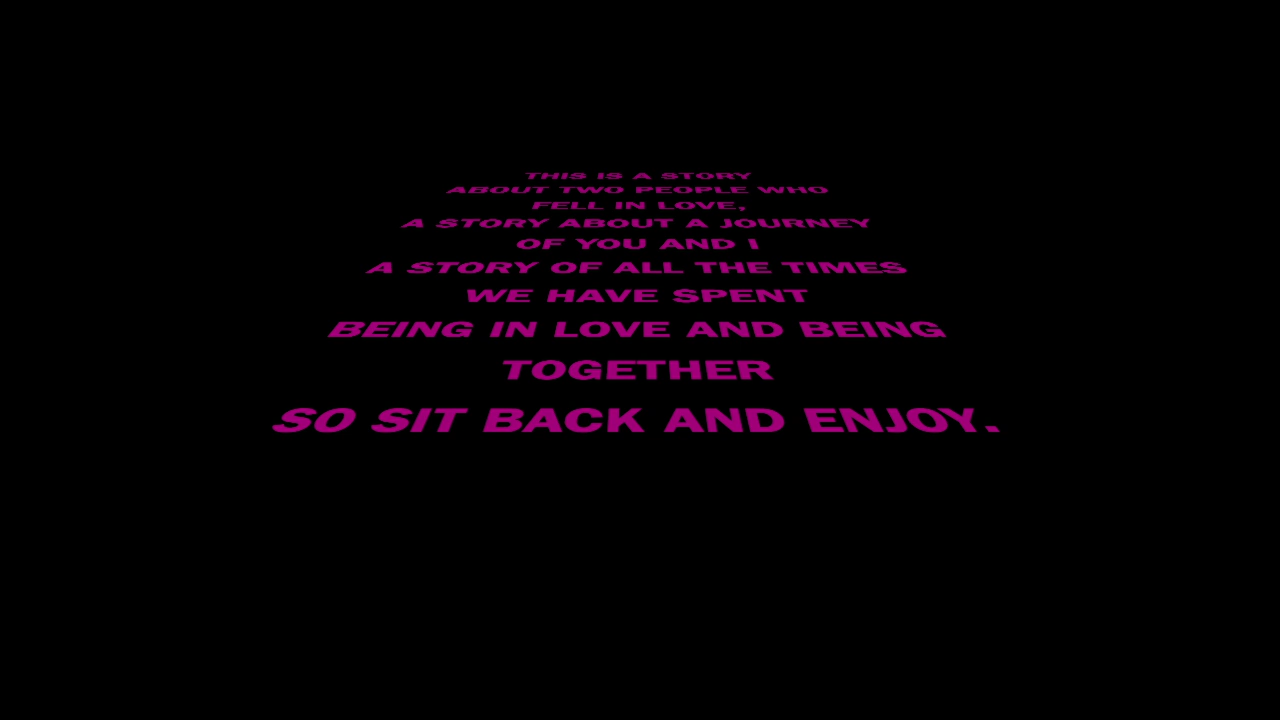 THIS IS A STORY
ABOUT TWO PEOPLE WHO
FELL IN LOVE,
A STORY ABOUT A JOURNEY
OF YOU AND I
A STORY OF ALL THE TIMES
WE HAVE SPENT
BEING IN LOVE AND BEING
TOGETHER
SO SIT BACK AND ENJOY.